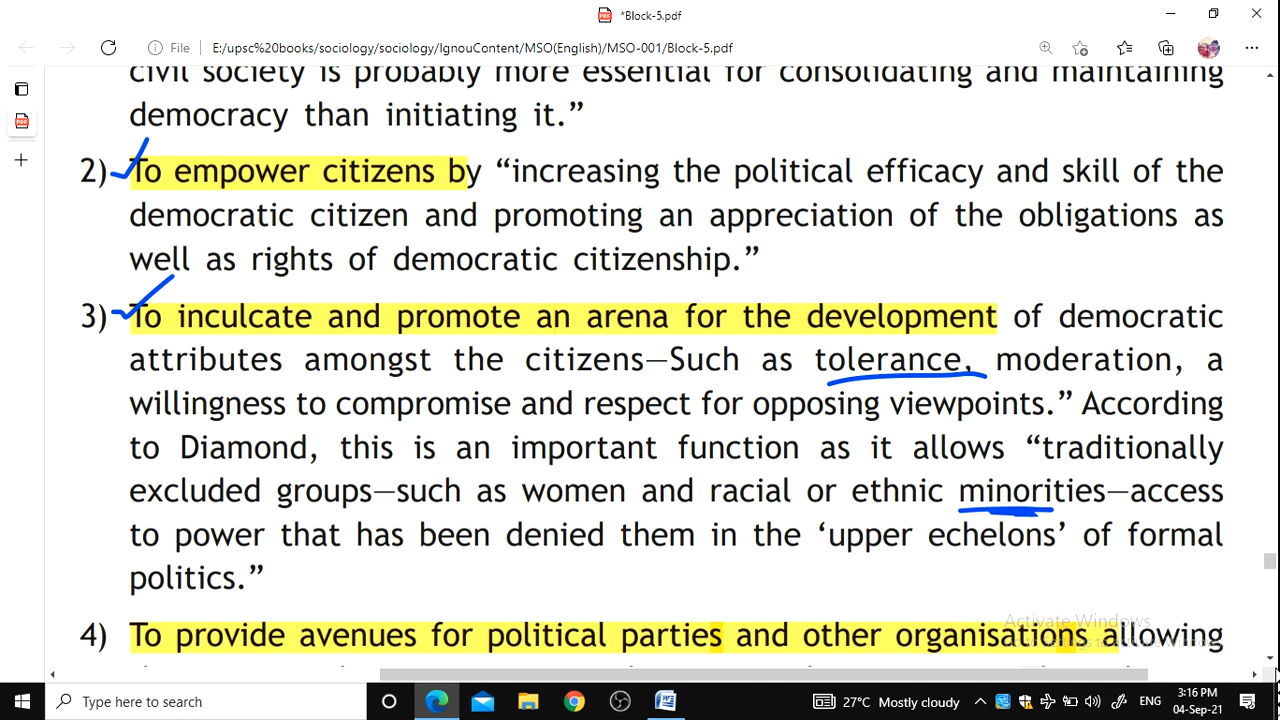 *Block-5.pdf
File E:/upsc%20books/sociology/sociology/IgnouContent/MSO(English)/MSO-001/Block-5.pdf
civil society is probably more essential for consolidating and maintaining
democracy than initiating it.”
2) To empower citizens by “increasing the political efficacy and skill of the
democratic citizen and promoting an appreciation of the obligations as
well as rights of democratic citizenship.”
3) To inculcate and promote an arena for the development of democratic
attributes amongst the citizens—Such as tolerance, moderation, a
willingness to compromise and respect for opposing viewpoints.” According
to Diamond, this is an important function as it allows “traditionally
excluded groups—such as women and racial or ethnic minorities—access
to power that has been denied them in the ‘upper echelons’ of formal
politics.”
Activate Windows
4) To provide avenues for political parties and other organisations allowing
Type here to search
27°C Mostly cloudy
ENG
3:16 PM
04-Sep-21